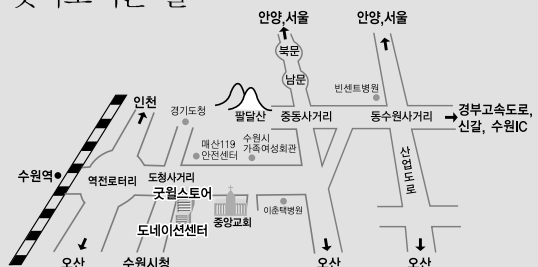 안양,서울
안양,서울
북문
남문
빈센트병원
인천
경기도청
팔달산
중동사거리
동수원사거리
경부고속도로,
신갈, 수원IC
매산119
안전센터
수원시
가족여성회관
산업도로
수원역
역전로터리
도청사거리
굿윌스토어
중앙교회
이춘택병원
도네이션센터
오산
수원시청
오산
오산